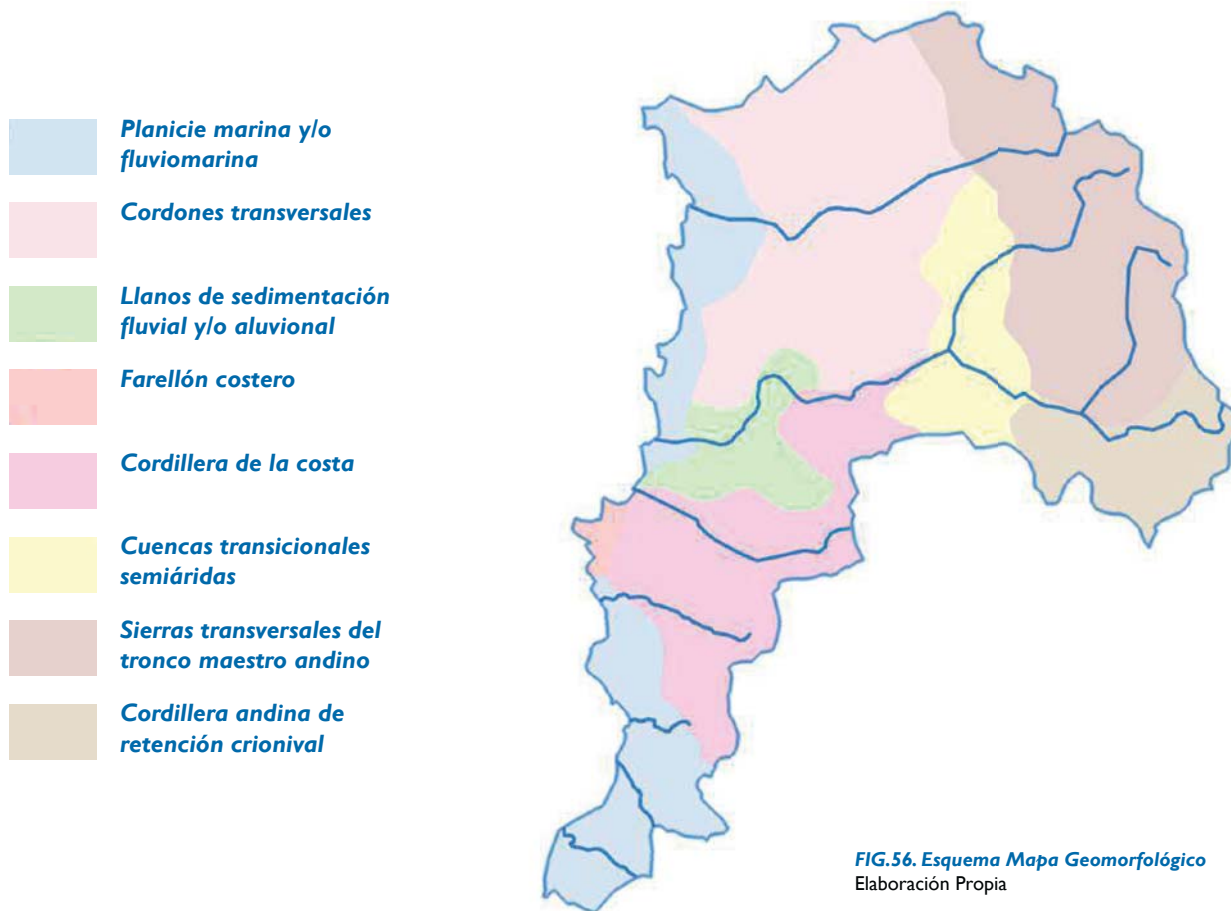 Planicie marina y/o
fluviomarina
Cordones transversales
Llanos de sedimentación
fluvial y/o aluvional
Farellón costero
Cordillera de la costa
Cuencas transicionales
semiáridas
Sierras transversales del
tronco maestro andino
Cordillera andina de
retención crionival
FIG.56. Esquema Mapa Geomorfológico
Elaboración Propia